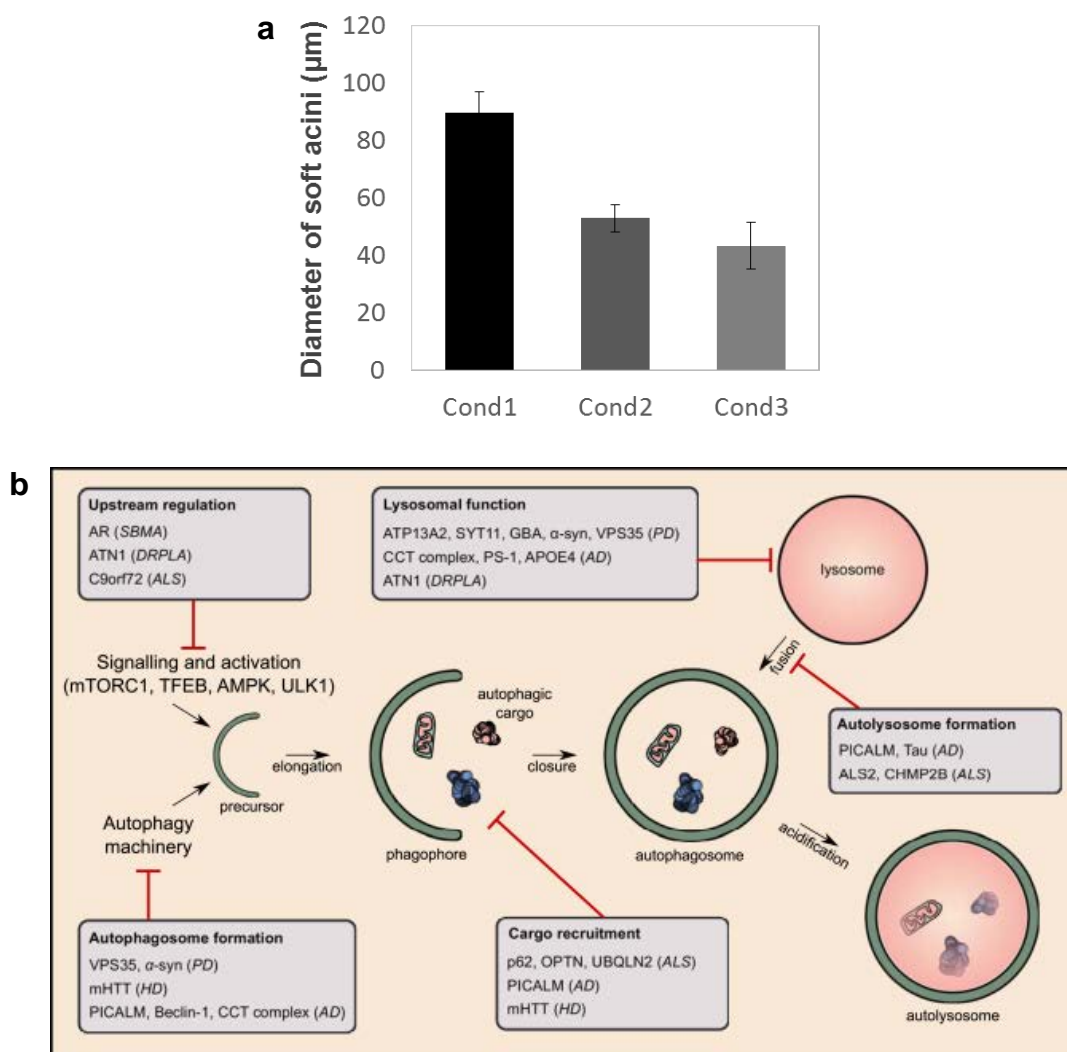 a
Diameter of soft acini (µm)
120
100
80
60
40
20
0
Cond1 Cond2 Cond3
b
Upstream regulation
AR (SBMA)
ATN1 (DRPLA)
C9orf72 (ALS)
Lysosomal function
ATP13A2, SYT11, GBA, α-syn, VPS35 (PD)
CCT complex, PS-1, APOE4 (AD)
ATN1 (DRPLA)
lysosome
fusion
Signalling and activation
(mTORC1, TFEB, AMPK, ULK1)
precursor
elongation
autophagic
cargo
phagophore
closure
autophagosome
Autolysosome formation
PICALM, Tau (AD)
ALS2, CHMP2B (ALS)
Autophagy
machinery
acidification
autolysosome
Autophagosome formation
VPS35, α-syn (PD)
mHTT (HD)
PICALM, Beclin-1, CCT complex (AD)
Cargo recruitment
p62, OPTN, UBQLN2 (ALS)
PICALM (AD)
mHTT (HD)